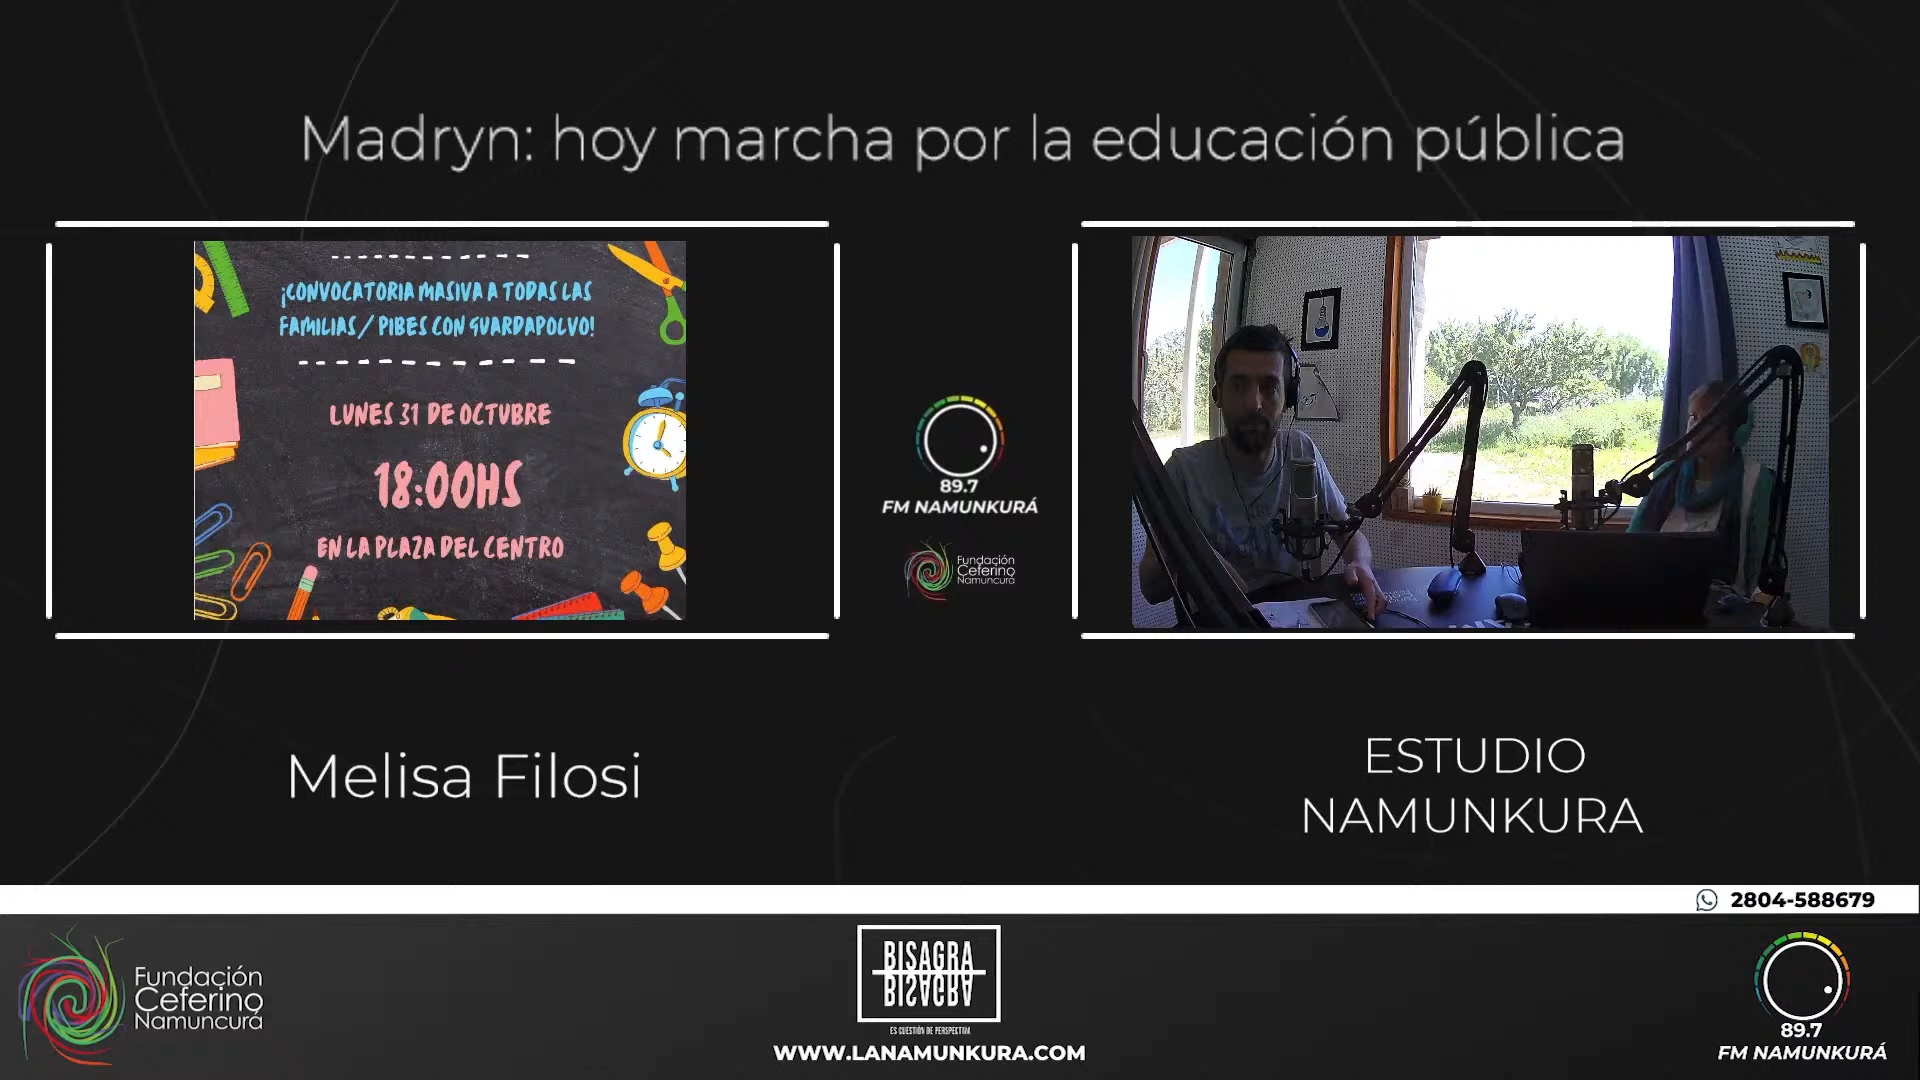 Madryn: hoy marcha por la educación pública
¡CONVOCATORIA MASIVA A TODAS LAS
FAMILIAS / PIBES CON GUARDAPOLVO!
LUNES 31 DE OCTUBRE
18:00HS
EN LA PLAZA DEL CENTRO
89.7
FM NAMUNKURÁ
Fundación
Ceferino
Namuncurá
Melisa Filosi
ESTUDIO
NAMUNKURA
2804-588679
Fundación
Ceferino
Namuncurá
BISAGRA
BISAGRA
ES CUESTIÓN DE PERSPECTIVA
WWW.LANAMUNKURA.COM
89.7
FM NAMUNKURÁ